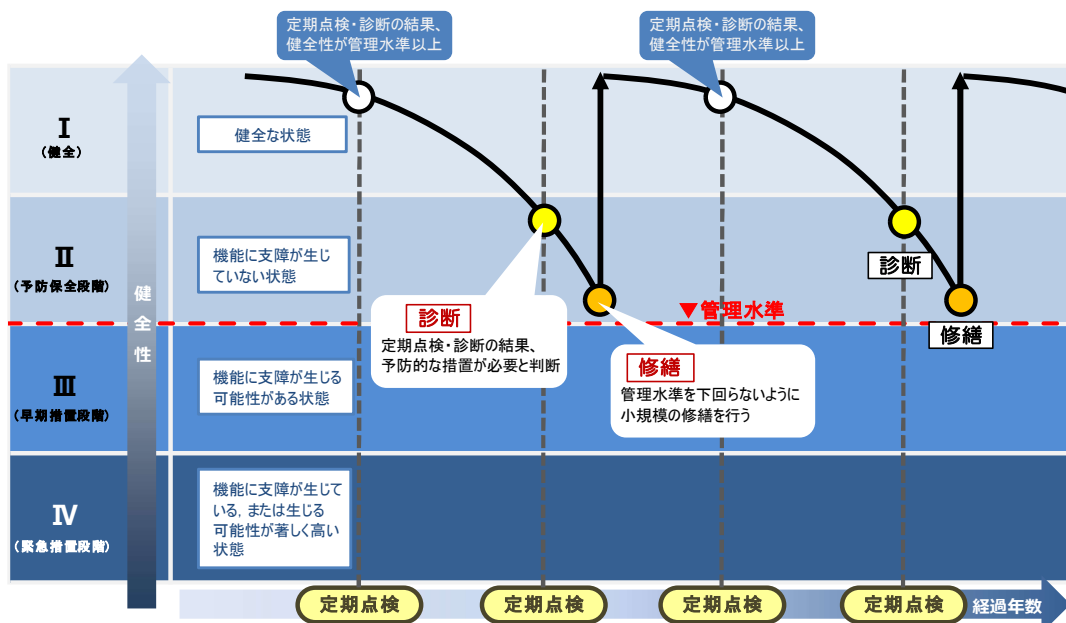 定期点検・診断の結果、
健全性が管理水準以上
定期点検・診断の結果、
健全性が管理水準以上
Ⅰ
(健全)
健全な状態
Ⅱ
(予防保全段階)
機能に支障が生じ
ていない状態
健全性
診断
定期点検・診断の結果、
予防的な措置が必要と判断
▼管理水準
診断
修繕
修繕
管理水準を下回らないように
小規模の修繕を行う
Ⅲ
(早期措置段階)
機能に支障が生じる
可能性がある状態
Ⅳ
(緊急措置段階)
機能に支障が生じて
いる, または生じる
可能性が著しく高い
状態
定期点検
定期点検
定期点検
定期点検
経過年数